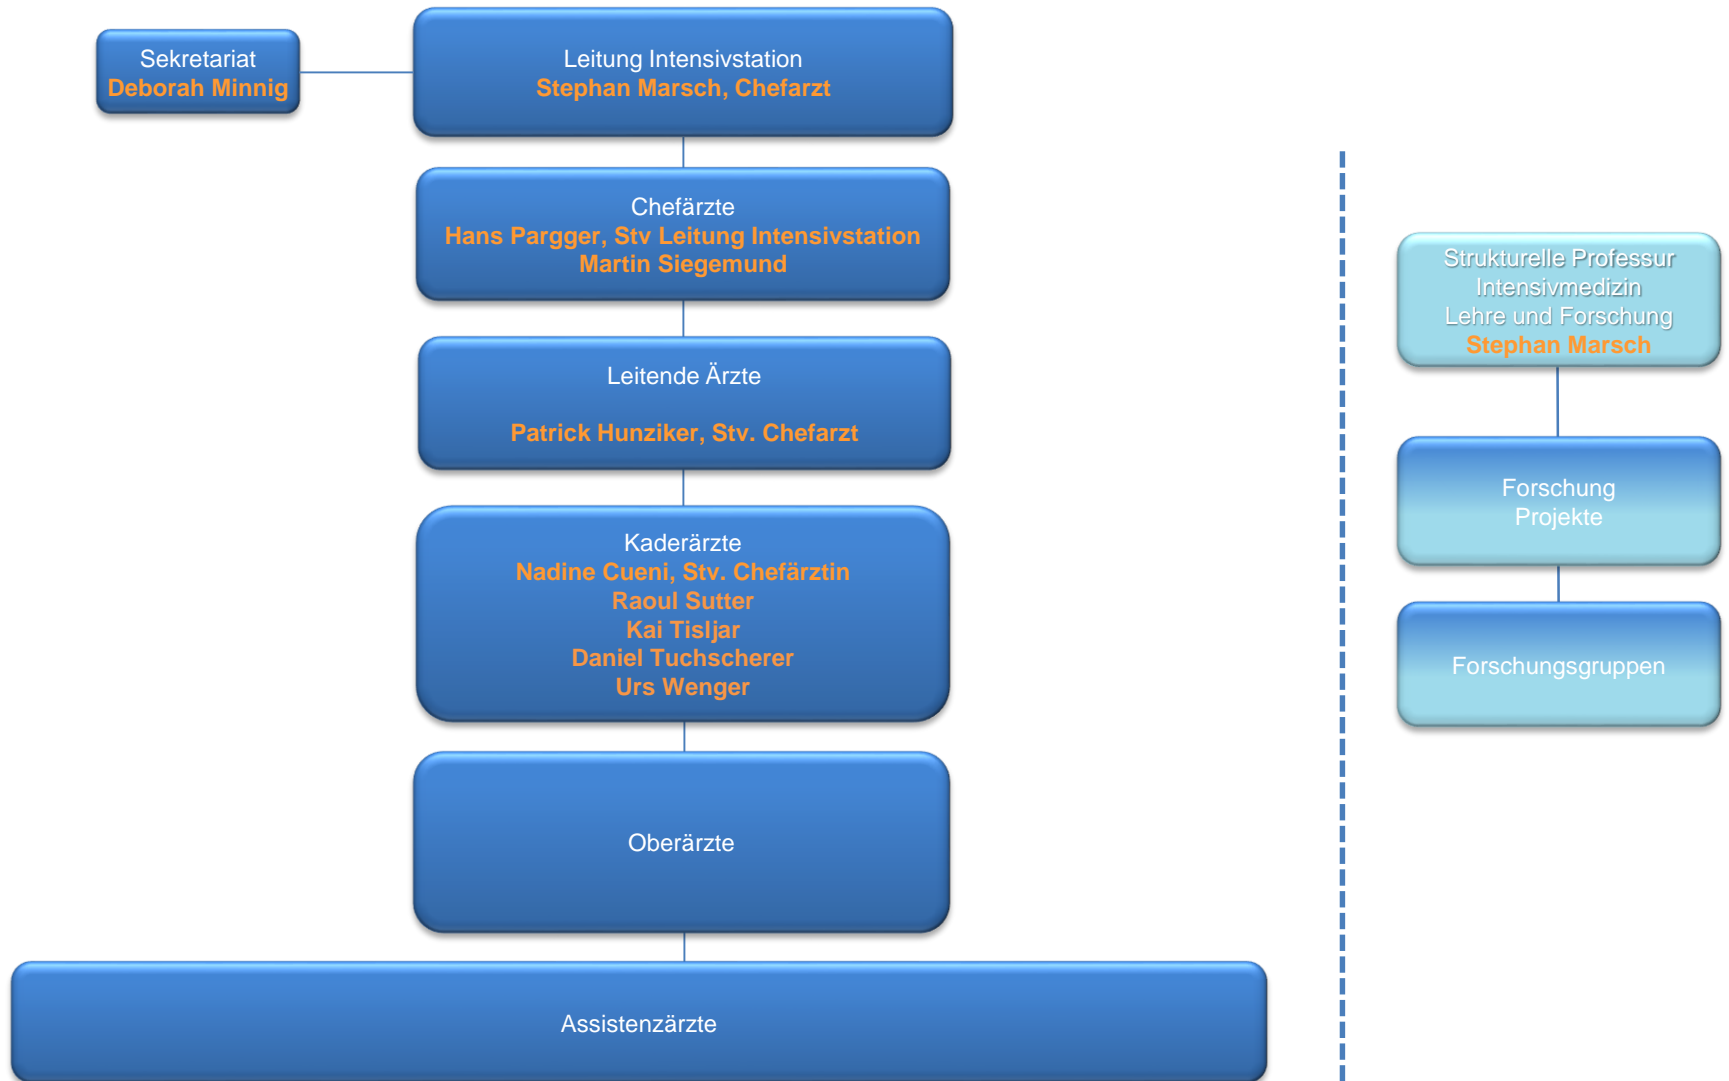 Sekretariat
Deborah Minnig
Leitung Intensivstation
Stephan Marsch, Chefarzt
Chefärzte
Hans Pargger, Stv Leitung Intensivstation
Martin Siegemund
Leitende Ärzte
Patrick Hunziker, Stv. Chefarzt
Kaderärzte
Nadine Cueni, Stv. Chefärztin
Raoul Sutter
Kai Tisljar
Daniel Tuchscherer
Urs Wenger
Oberärzte
Assistenzärzte
Strukturelle Professur
Intensivmedizin
Lehre und Forschung
Stephan Marsch
Forschung
Projekte
Forschungsgruppen